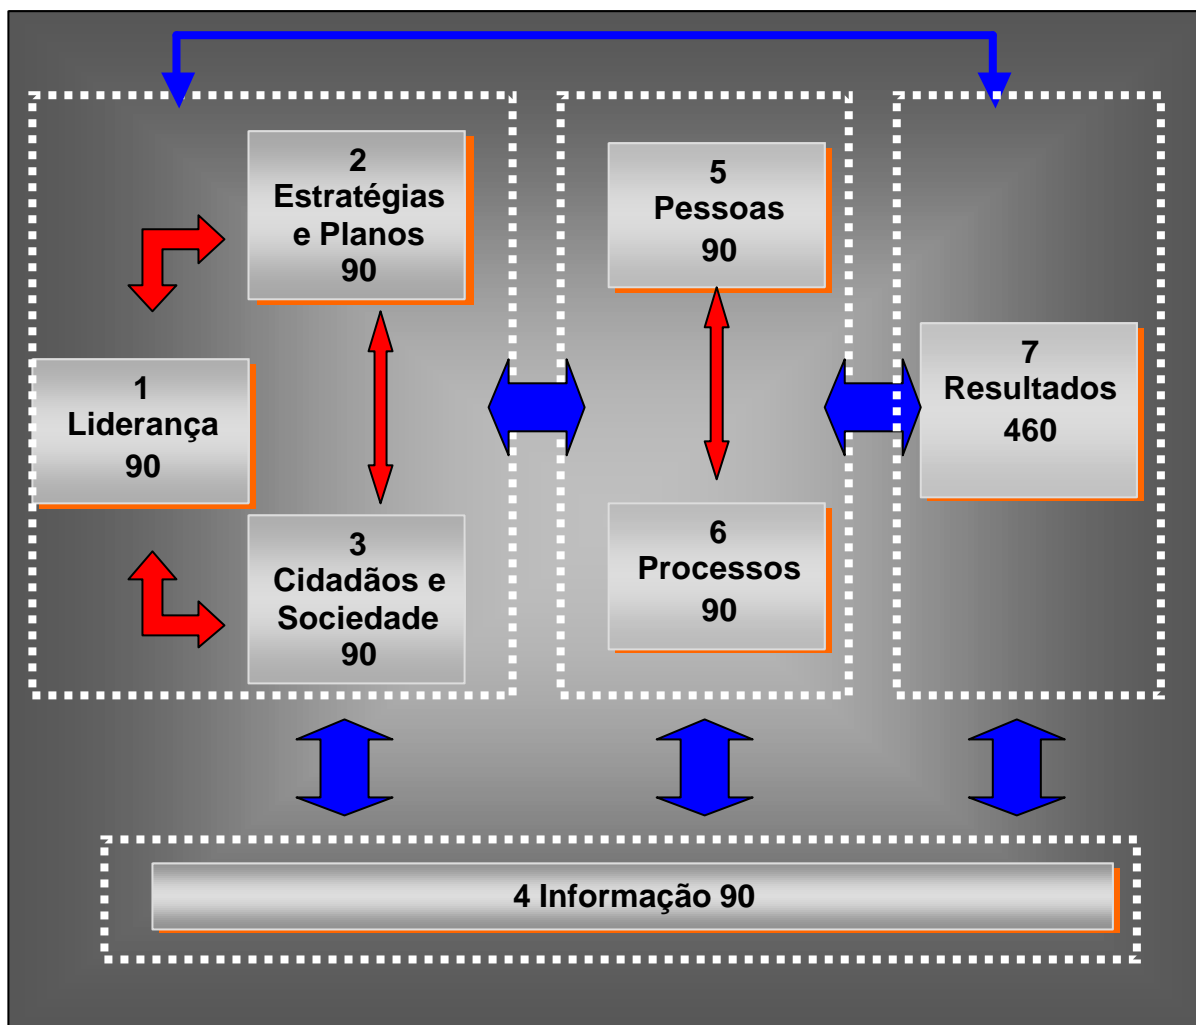 1
Liderança
90
2
Estratégias
e Planos
90
3
Cidadãos e
Sociedade
90
5
Pessoas
90
6
Processos
90
7
Resultados
460
4 Informação 90